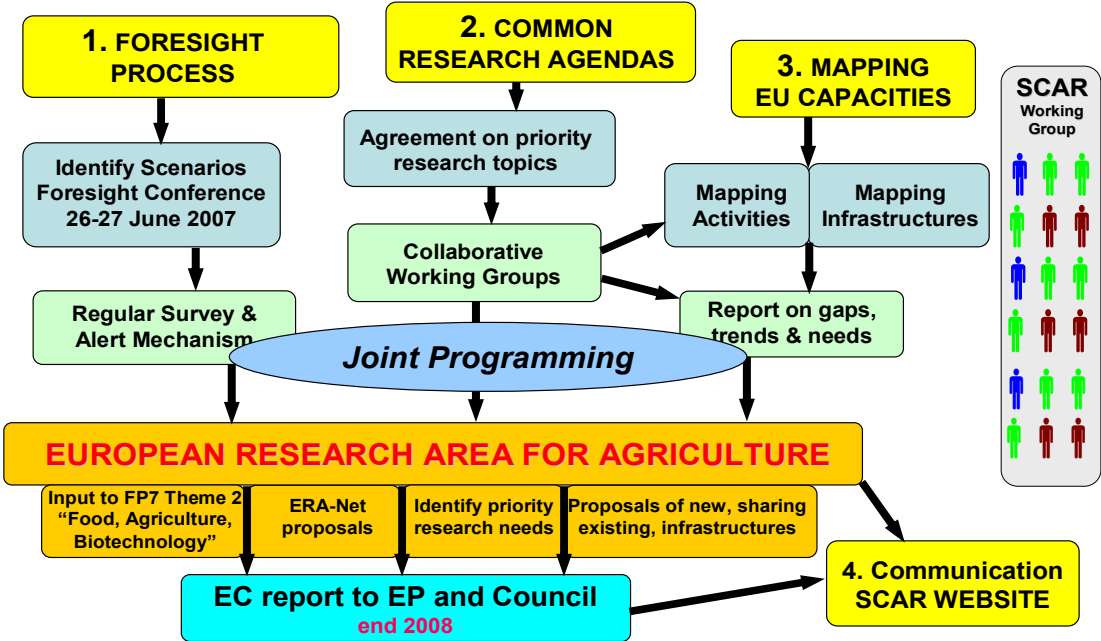 1. FORESIGHT
PROCESS
2. COMMON
RESEARCH AGENDAS
3. MAPPING
EU CAPACITIES
SCAR
Working
Group
Identify Scenarios
Foresight Conference
26-27 June 2007
Agreement on priority
research topics
Mapping
Activities
Mapping
Infrastructures
Collaborative
Working Groups
Regular Survey &
Alert Mechanism
Report on gaps,
trends & needs
Joint Programming
EUROPEAN RESEARCH AREA FOR AGRICULTURE
Input to FP7 Theme 2
“Food, Agriculture,
Biotechnology”
ERA-Net
proposals
Identify priority
research needs
Proposals of new, sharing
existing, infrastructures
EC report to EP and Council
end 2008
4. Communication
SCAR WEBSITE